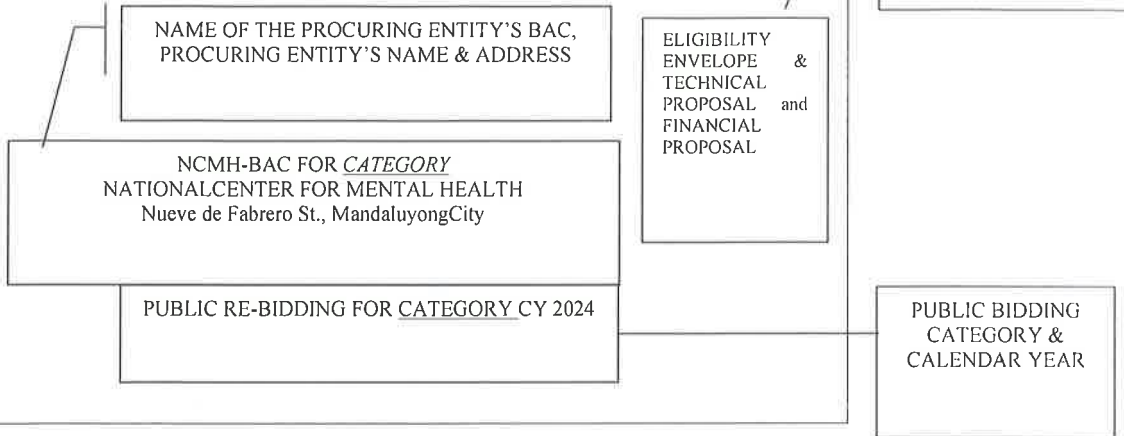 NAME OF THE PROCURING ENTITY'S BAC,
PROCURING ENTITY'S NAME & ADDRESS
ELIGIBILITY
ENVELOPE &
TECHNICAL
PROPOSAL and
FINANCIAL
PROPOSAL
NCMH-BAC FOR CATEGORY
NATIONALCENTER FOR MENTAL HEALTH
Nueve de Fabrero St., MandaluyongCity
PUBLIC RE-BIDDING FOR CATEGORY CY 2024
PUBLIC BIDDING
CATEGORY &
CALENDAR YEAR